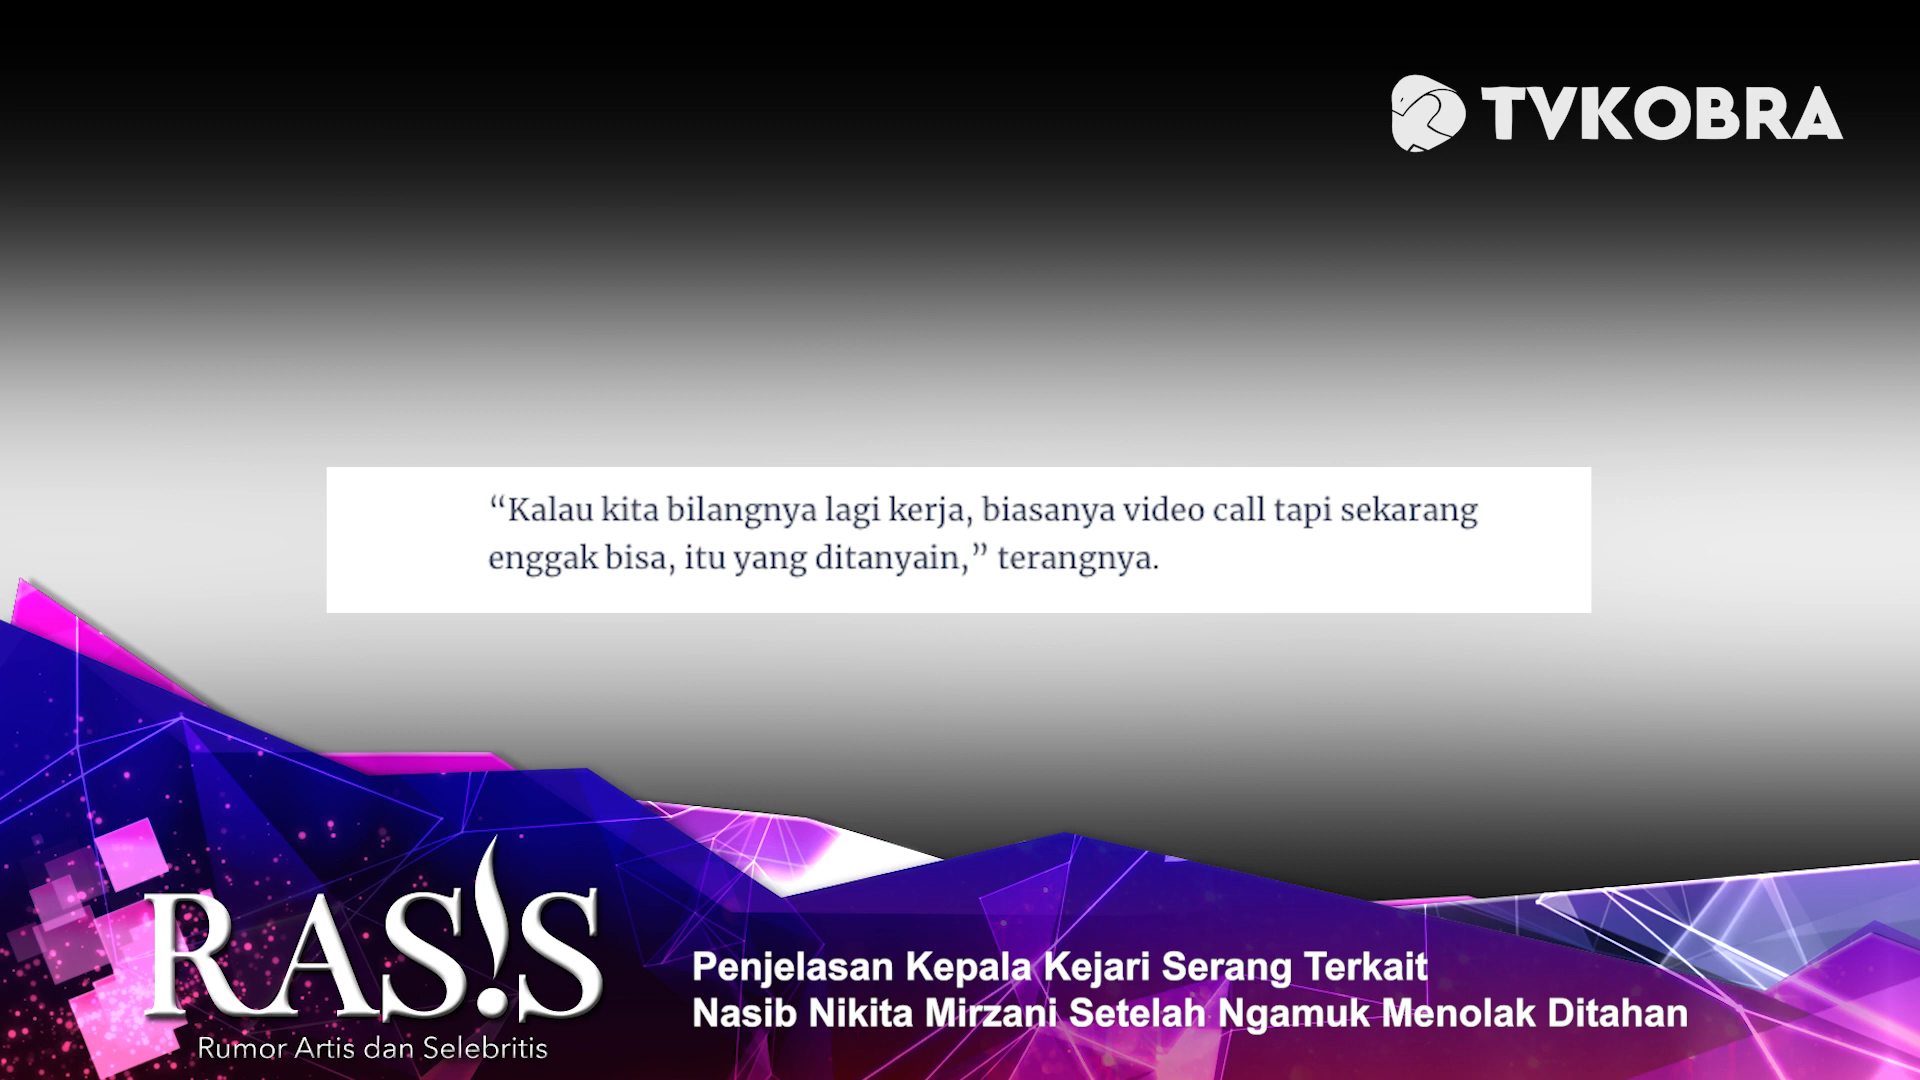 TVKOBRA
“Kalau kita bilangnya lagi kerja, biasanya video call tapi sekarang
enggak bisa, itu yang ditanyain,” terangnya.
RAS!S
Rumor Artis dan Selebritis
Penjelasan Kepala Kejari Serang Terkait
Nasib Nikita Mirzani Setelah Ngamuk Menolak Ditahan